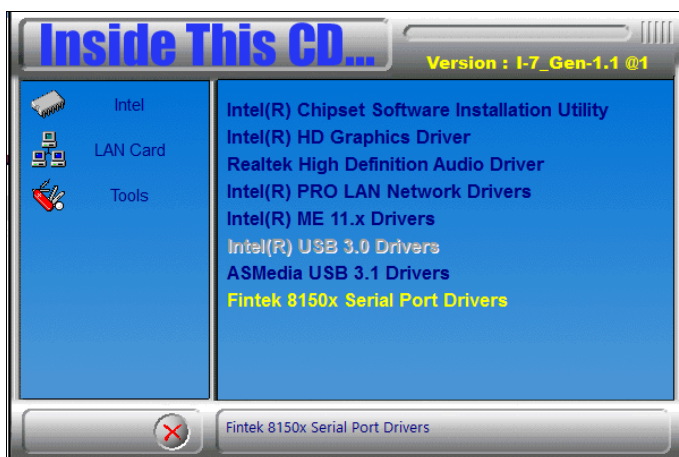 Inside This CD...
Version : I-7_Gen-1.1 @1
Intel
LAN Card
Tools
Intel(R) Chipset Software Installation Utility
Intel(R) HD Graphics Driver
Realtek High Definition Audio Driver
Intel(R) PRO LAN Network Drivers
Intel(R) ME 11.x Drivers
Intel(R) USB 3.0 Drivers
ASMedia USB 3.1 Drivers
Fintek 8150x Serial Port Drivers
Fintek 8150x Serial Port Drivers